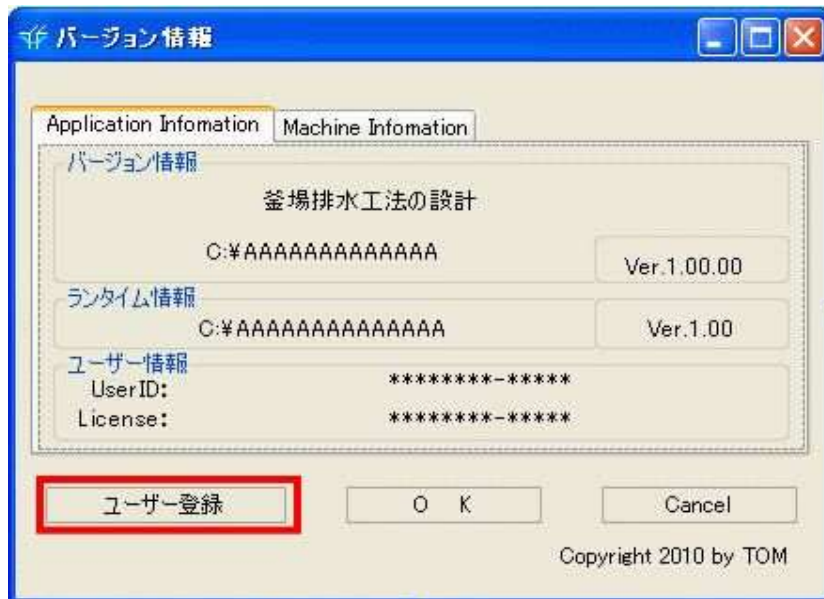 バージョン情報
Application Infomation Machine Infomation
バージョン情報
釜場排水工法の設計
C:¥AAAAAAAAAAAAA Ver.1.00.00
ランタイム情報
C:¥AAAAAAAAAAAAAA Ver.1.00
ユーザー情報
UserID: ********-*****
License: ********-*****
ユーザー登録 O K Cancel
Copyright 2010 by TOM